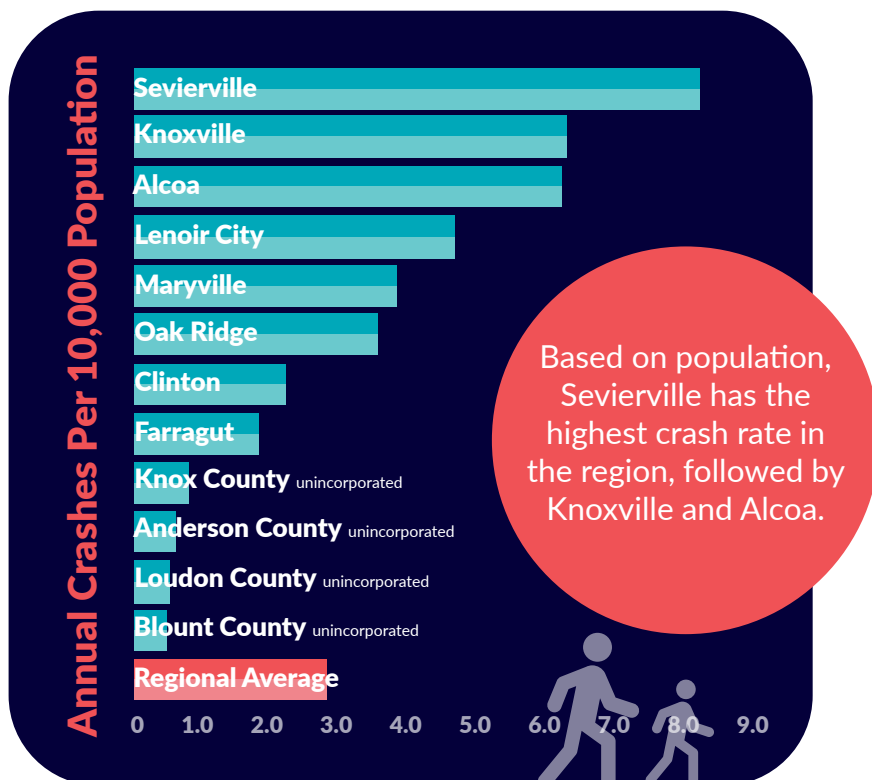 Annual Crashes Per 10,000 Population
Sevierville
Knoxville
Alcoa
Lenoir City
Maryville
Oak Ridge
Clinton
Farragut
Knox County unincorporated
Anderson County unincorporated
Loudon County unincorporated
Blount County unincorporated
Regional Average
0 1.0 2.0 3.0 4.0 5.0 6.0 7.0 8.0 9.0
Based on population,
Sevierville has the
highest crash rate in
the region, followed by
Knoxville and Alcoa.